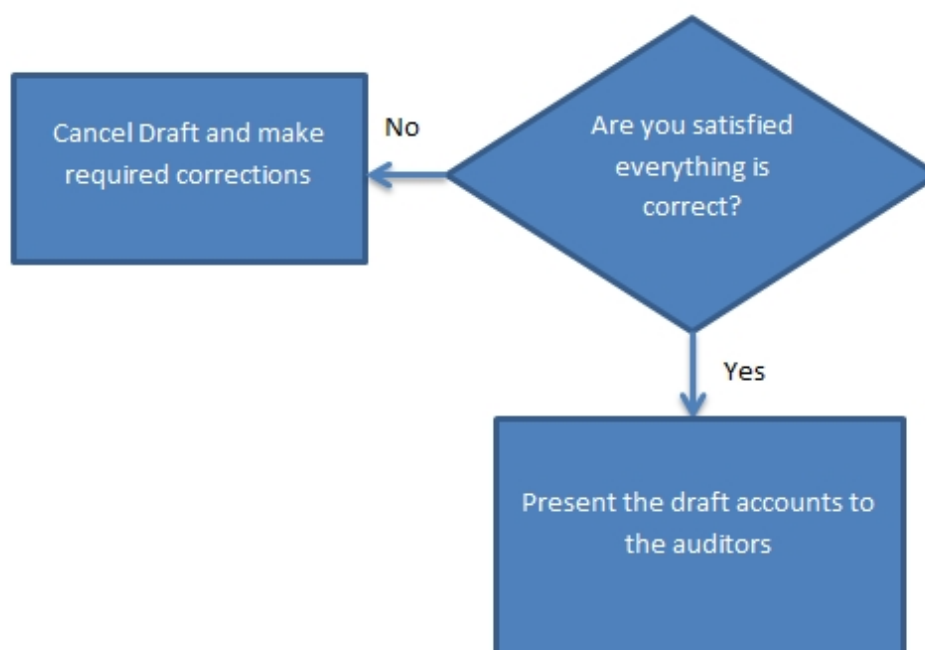 Cancel Draft and make
required corrections
No
Are you satisfied
everything is
correct?
Yes
Present the draft accounts to
the auditors